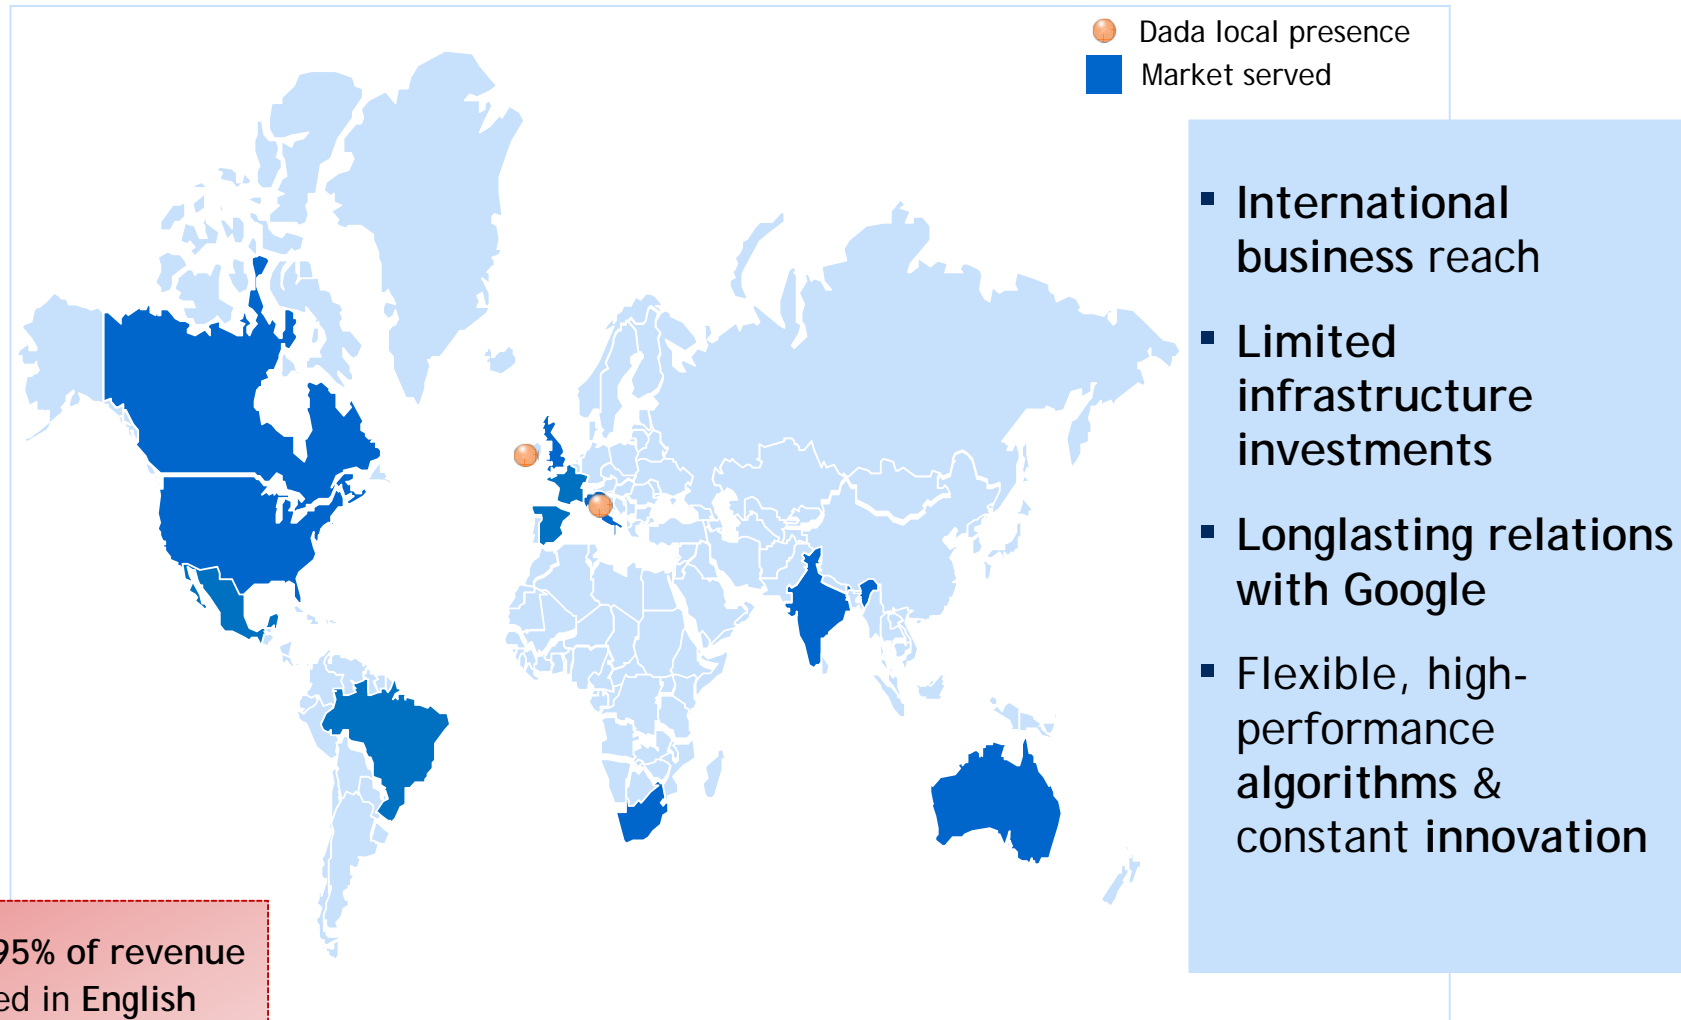 Dada local presence
Market served
▪ International
business reach
▪ Limited
infrastructure
investments
▪ Longlasting relations
with Google
▪ Flexible, high-
performance
algorithms &
constant innovation
95% of revenue
ed in English